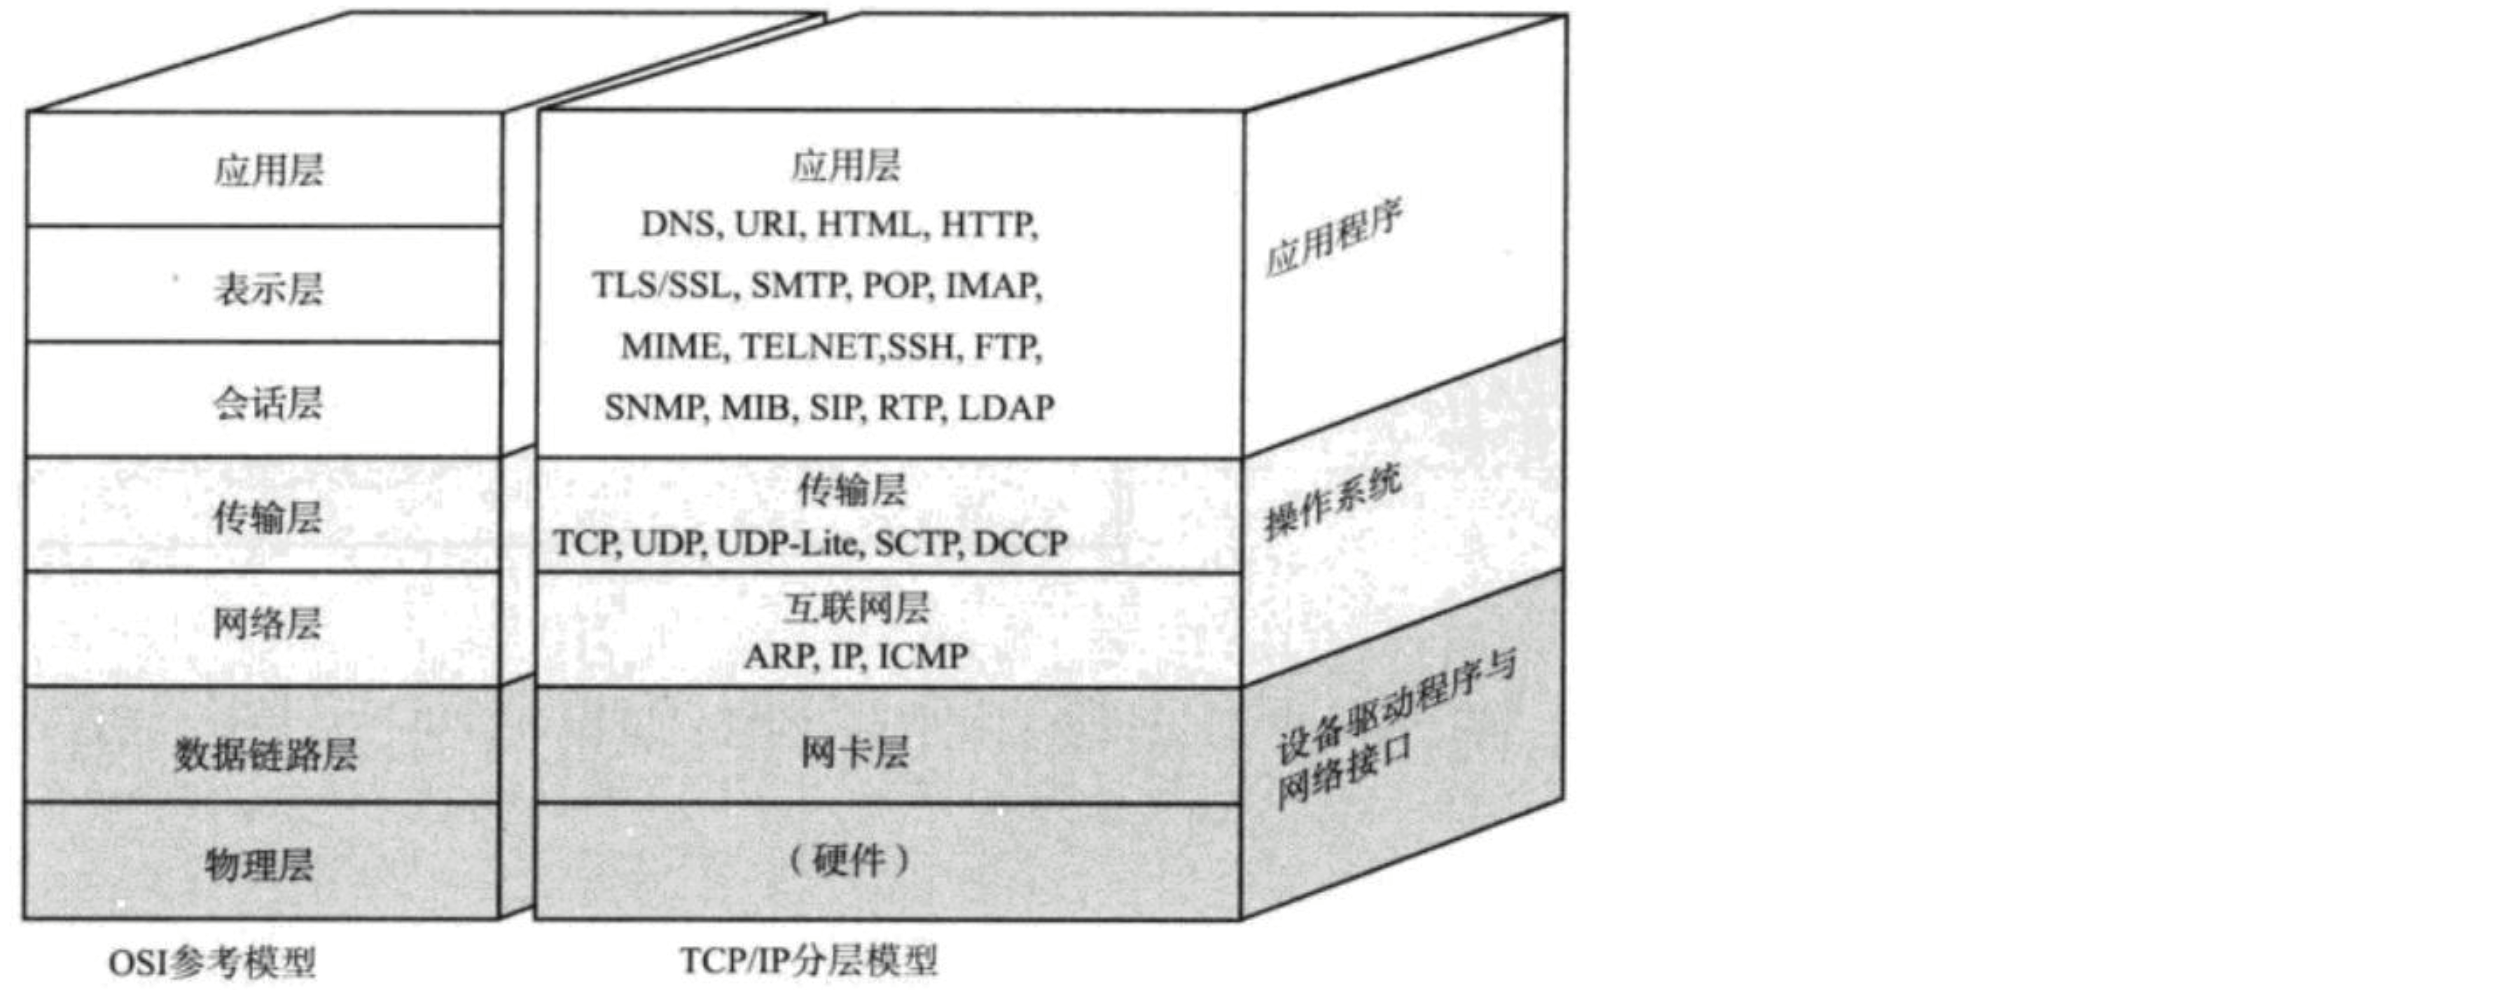 应用层
表示层
会话层
传输层
网络层
数据链路层
物理层
OSI参考模型
应用层
DNS, URI, HTML, HTTP,
TLS/SSL, SMTP, POP, IMAP,
MIME, TELNET,SSH, FTP,
SNMP, MIB, SIP, RTP, LDAP
传输层
TCP, UDP, UDP-Lite, SCTP, DCCP
互联网层
ARP, IP, ICMP
网卡层
（硬件）
TCP/IP分层模型
应用程序
操作系统
设备驱动程序与
网络接口